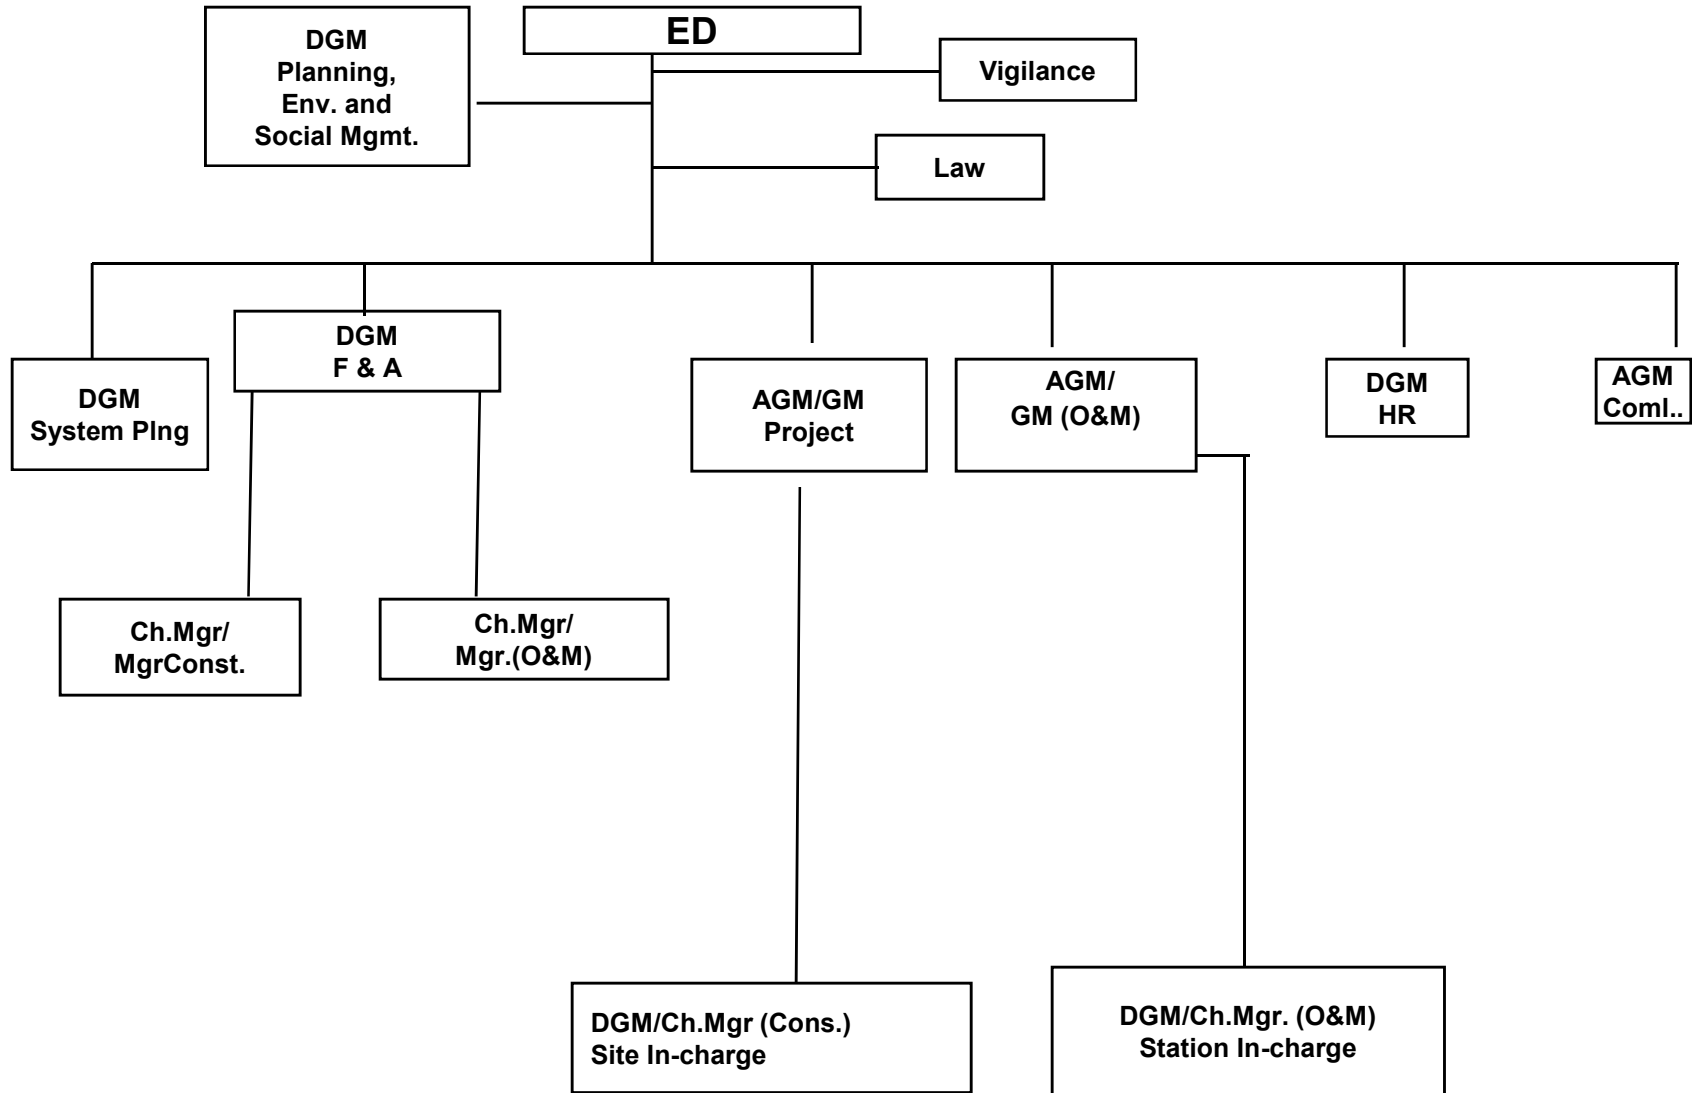 DGM
Planning,
Env. and
Social Mgmt.
ED
Vigilance
Law
DGM
System Plng
DGM
F & A
AGM/GM
Project
AGM/
GM (O&M)
DGM
HR
AGM
Coml..
Ch.Mgr/
MgrConst.
Ch.Mgr/
Mgr.(O&M)
DGM/Ch.Mgr (Cons.)
Site In-charge
DGM/Ch.Mgr. (O&M)
Station In-charge